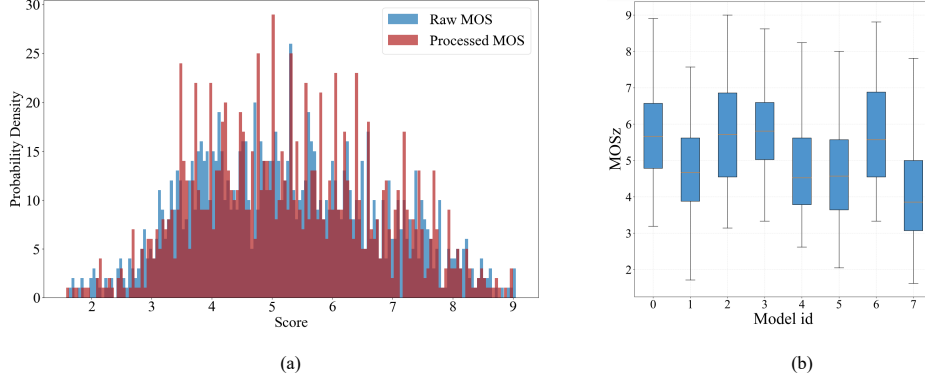 30
25
20
15
10
5
0
Probability Density
Raw MOS
Processed MOS
2 3 4 5 6 7 8 9
Score
(a)
9
8
7
6
5
4
3
2
MOSz
0 1 2 3 4 5 6 7
Model id
(b)